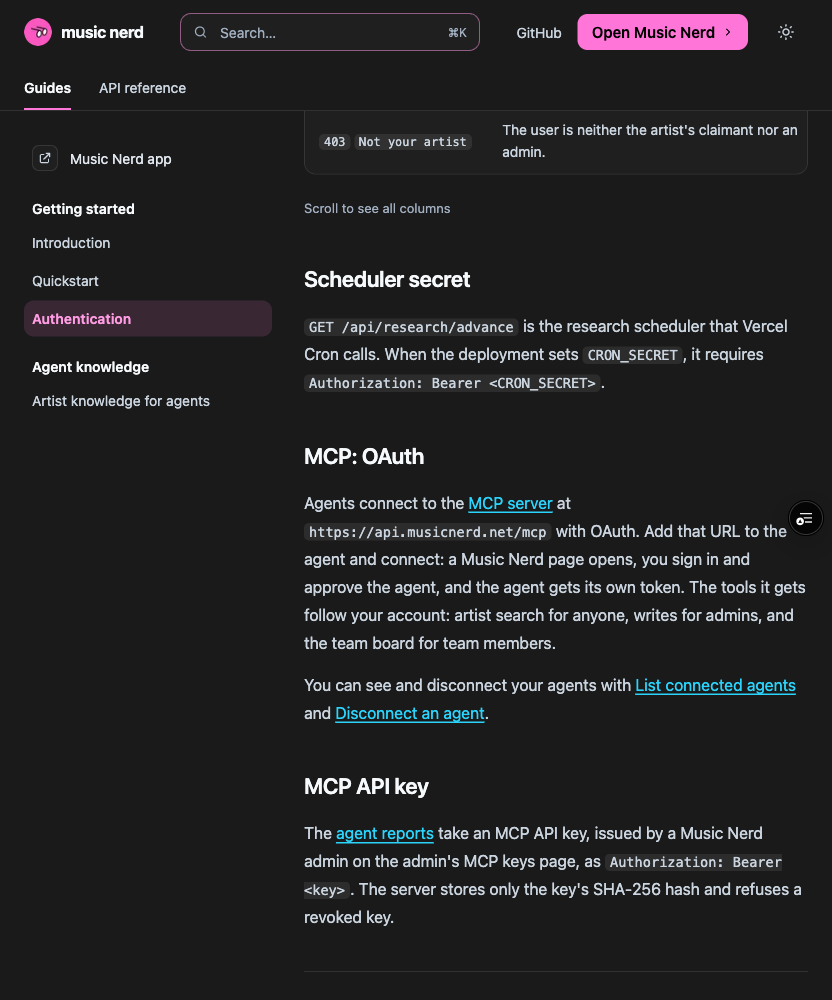 music nerd
Search...
⌘K
GitHub
Open Music Nerd
Guides
API reference
Music Nerd app
Getting started
Introduction
Quickstart
Authentication
Agent knowledge
Artist knowledge for agents
403 Not your artist
The user is neither the artist's claimant nor an
admin.
Scroll to see all columns
Scheduler secret
GET /api/research/advance is the research scheduler that Vercel
Cron calls. When the deployment sets CRON_SECRET, it requires
Authorization: Bearer <CRON_SECRET>.
MCP: OAuth
Agents connect to the MCP server at
https://api.musicnerd.net/mcp with OAuth. Add that URL to the
agent and connect: a Music Nerd page opens, you sign in and
approve the agent, and the agent gets its own token. The tools it gets
follow your account: artist search for anyone, writes for admins, and
the team board for team members.
You can see and disconnect your agents with List connected agents
and Disconnect an agent.
MCP API key
The agent reports take an MCP API key, issued by a Music Nerd
admin on the admin's MCP keys page, as Authorization: Bearer
<key>. The server stores only the key's SHA-256 hash and refuses a
revoked key.